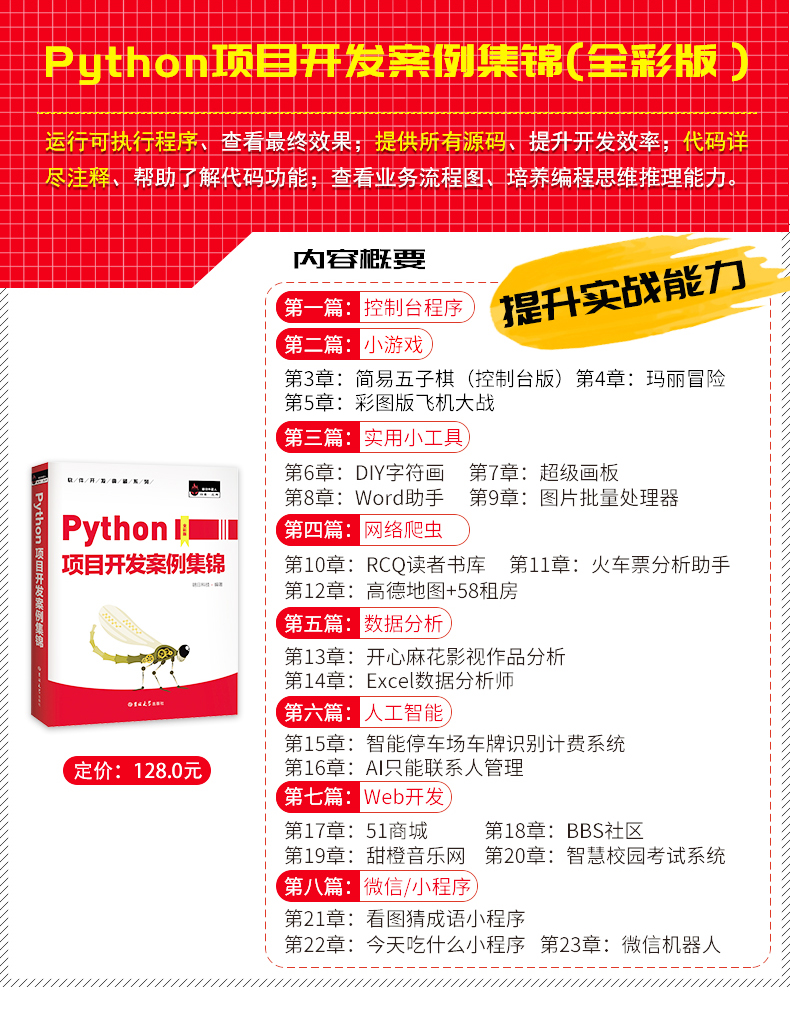 Python项目开发案例集锦(全彩版)
运行可执行程序、查看最终效果；提供所有源码、提升开发效率；代码详
尽注释、帮助了解代码功能；查看业务流程图、培养编程思维推理能力。
内容概要
提升实战能力
第一篇：控制台程序
第二篇：小游戏
第3章：简易五子棋（控制台版）第4章：玛丽冒险
第5章：彩图版飞机大战
第三篇：实用小工具
第6章：DIY字符画 第7章：超级画板
第8章：Word助手 第9章：图片批量处理器
第四篇：网络爬虫
第10章：RCQ读者书库 第11章：火车票分析助手
第12章：高德地图+58租房
第五篇：数据分析
第13章：开心麻花影视作品分析
第14章：Excel数据分析师
第六篇：人工智能
第15章：智能停车场车牌识别计费系统
第16章：AI只能联系人管理
第七篇：Web开发
第17章：51商城 第18章：BBS社区
第19章：甜橙音乐网 第20章：智慧校园考试系统
第八篇：微信/小程序
第21章：看图猜成语小程序
第22章：今天吃什么小程序 第23章：微信机器人
Python 项目开发案例集锦
Python
项目开发案例集锦
吉林大学出版社
定价：128.0元